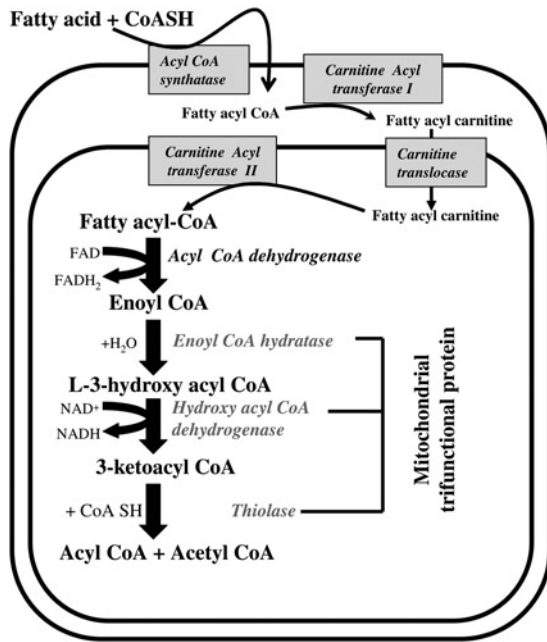 Fatty acid + CoASH
Acyl CoA
synthatase
Carnitine Acyl
transferase I
Fatty acyl CoA
Fatty acyl carnitine
Carnitine Acyl
transferase II
Carnitine
translocase
Fatty acyl-CoA
Fatty acyl carnitine
FAD
Acyl CoA dehydrogenase
FADH₂
Enoyl CoA
+H₂O
Enoyl CoA hydratase
L-3-hydroxy acyl CoA
NAD⁺
Hydroxy acyl CoA
NADH
dehydrogenase
3-ketoacyl CoA
+ CoA SH
Thiolase
Acyl CoA + Acetyl CoA
Mitochondrial
trifunctional protein